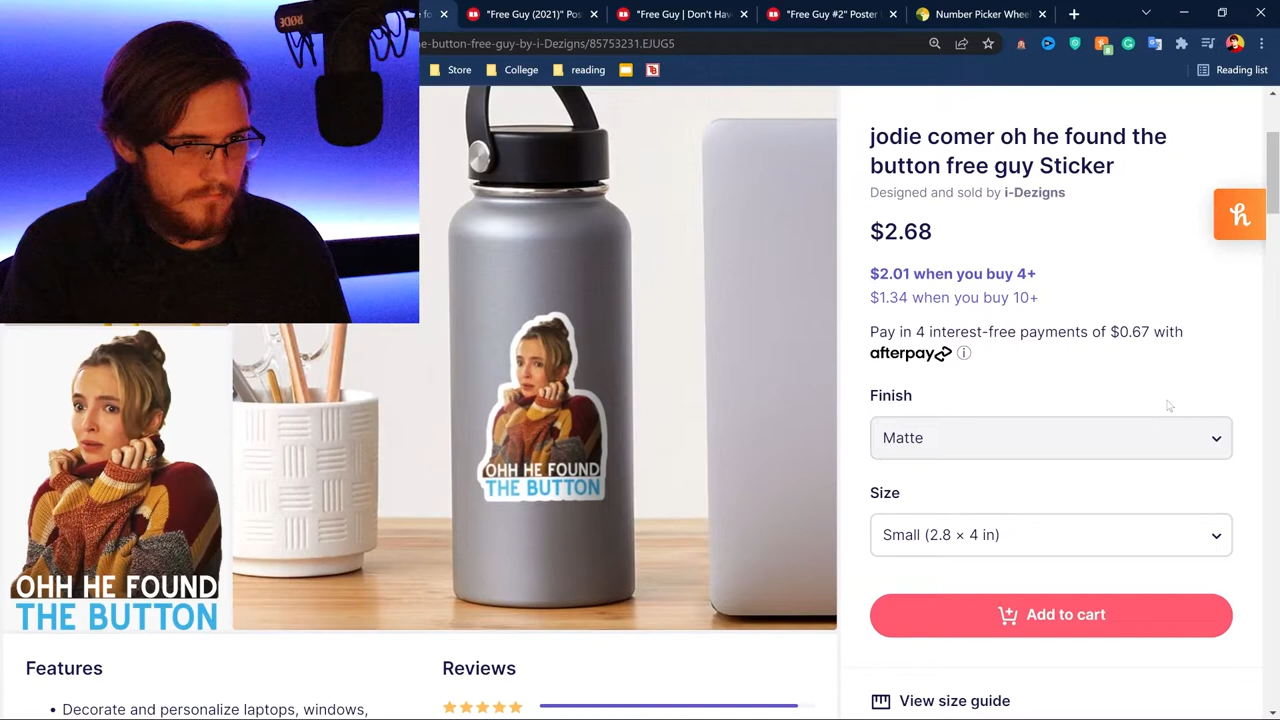 RØDE
"Free Guy (2021)" Pos
"Free Guy | Don't Hav
"Free Guy #2" Poster
Number Picker Whee
e-button-free-guy-by-i-Dezigns/85753231.EJUG5
Store
College
reading
Reading list
jodie comer oh he found the
button free guy Sticker
Designed and sold by i-Dezigns
$2.68
$2.01 when you buy 4+
$1.34 when you buy 10+
Pay in 4 interest-free payments of $0.67 with
afterpay
Finish
Matte
Size
Small (2.8 × 4 in)
Add to cart
View size guide
OHH HE FOUND
THE BUTTON
OHH HE FOUND
THE BUTTON
Features
• Decorate and personalize laptops, windows,
Reviews